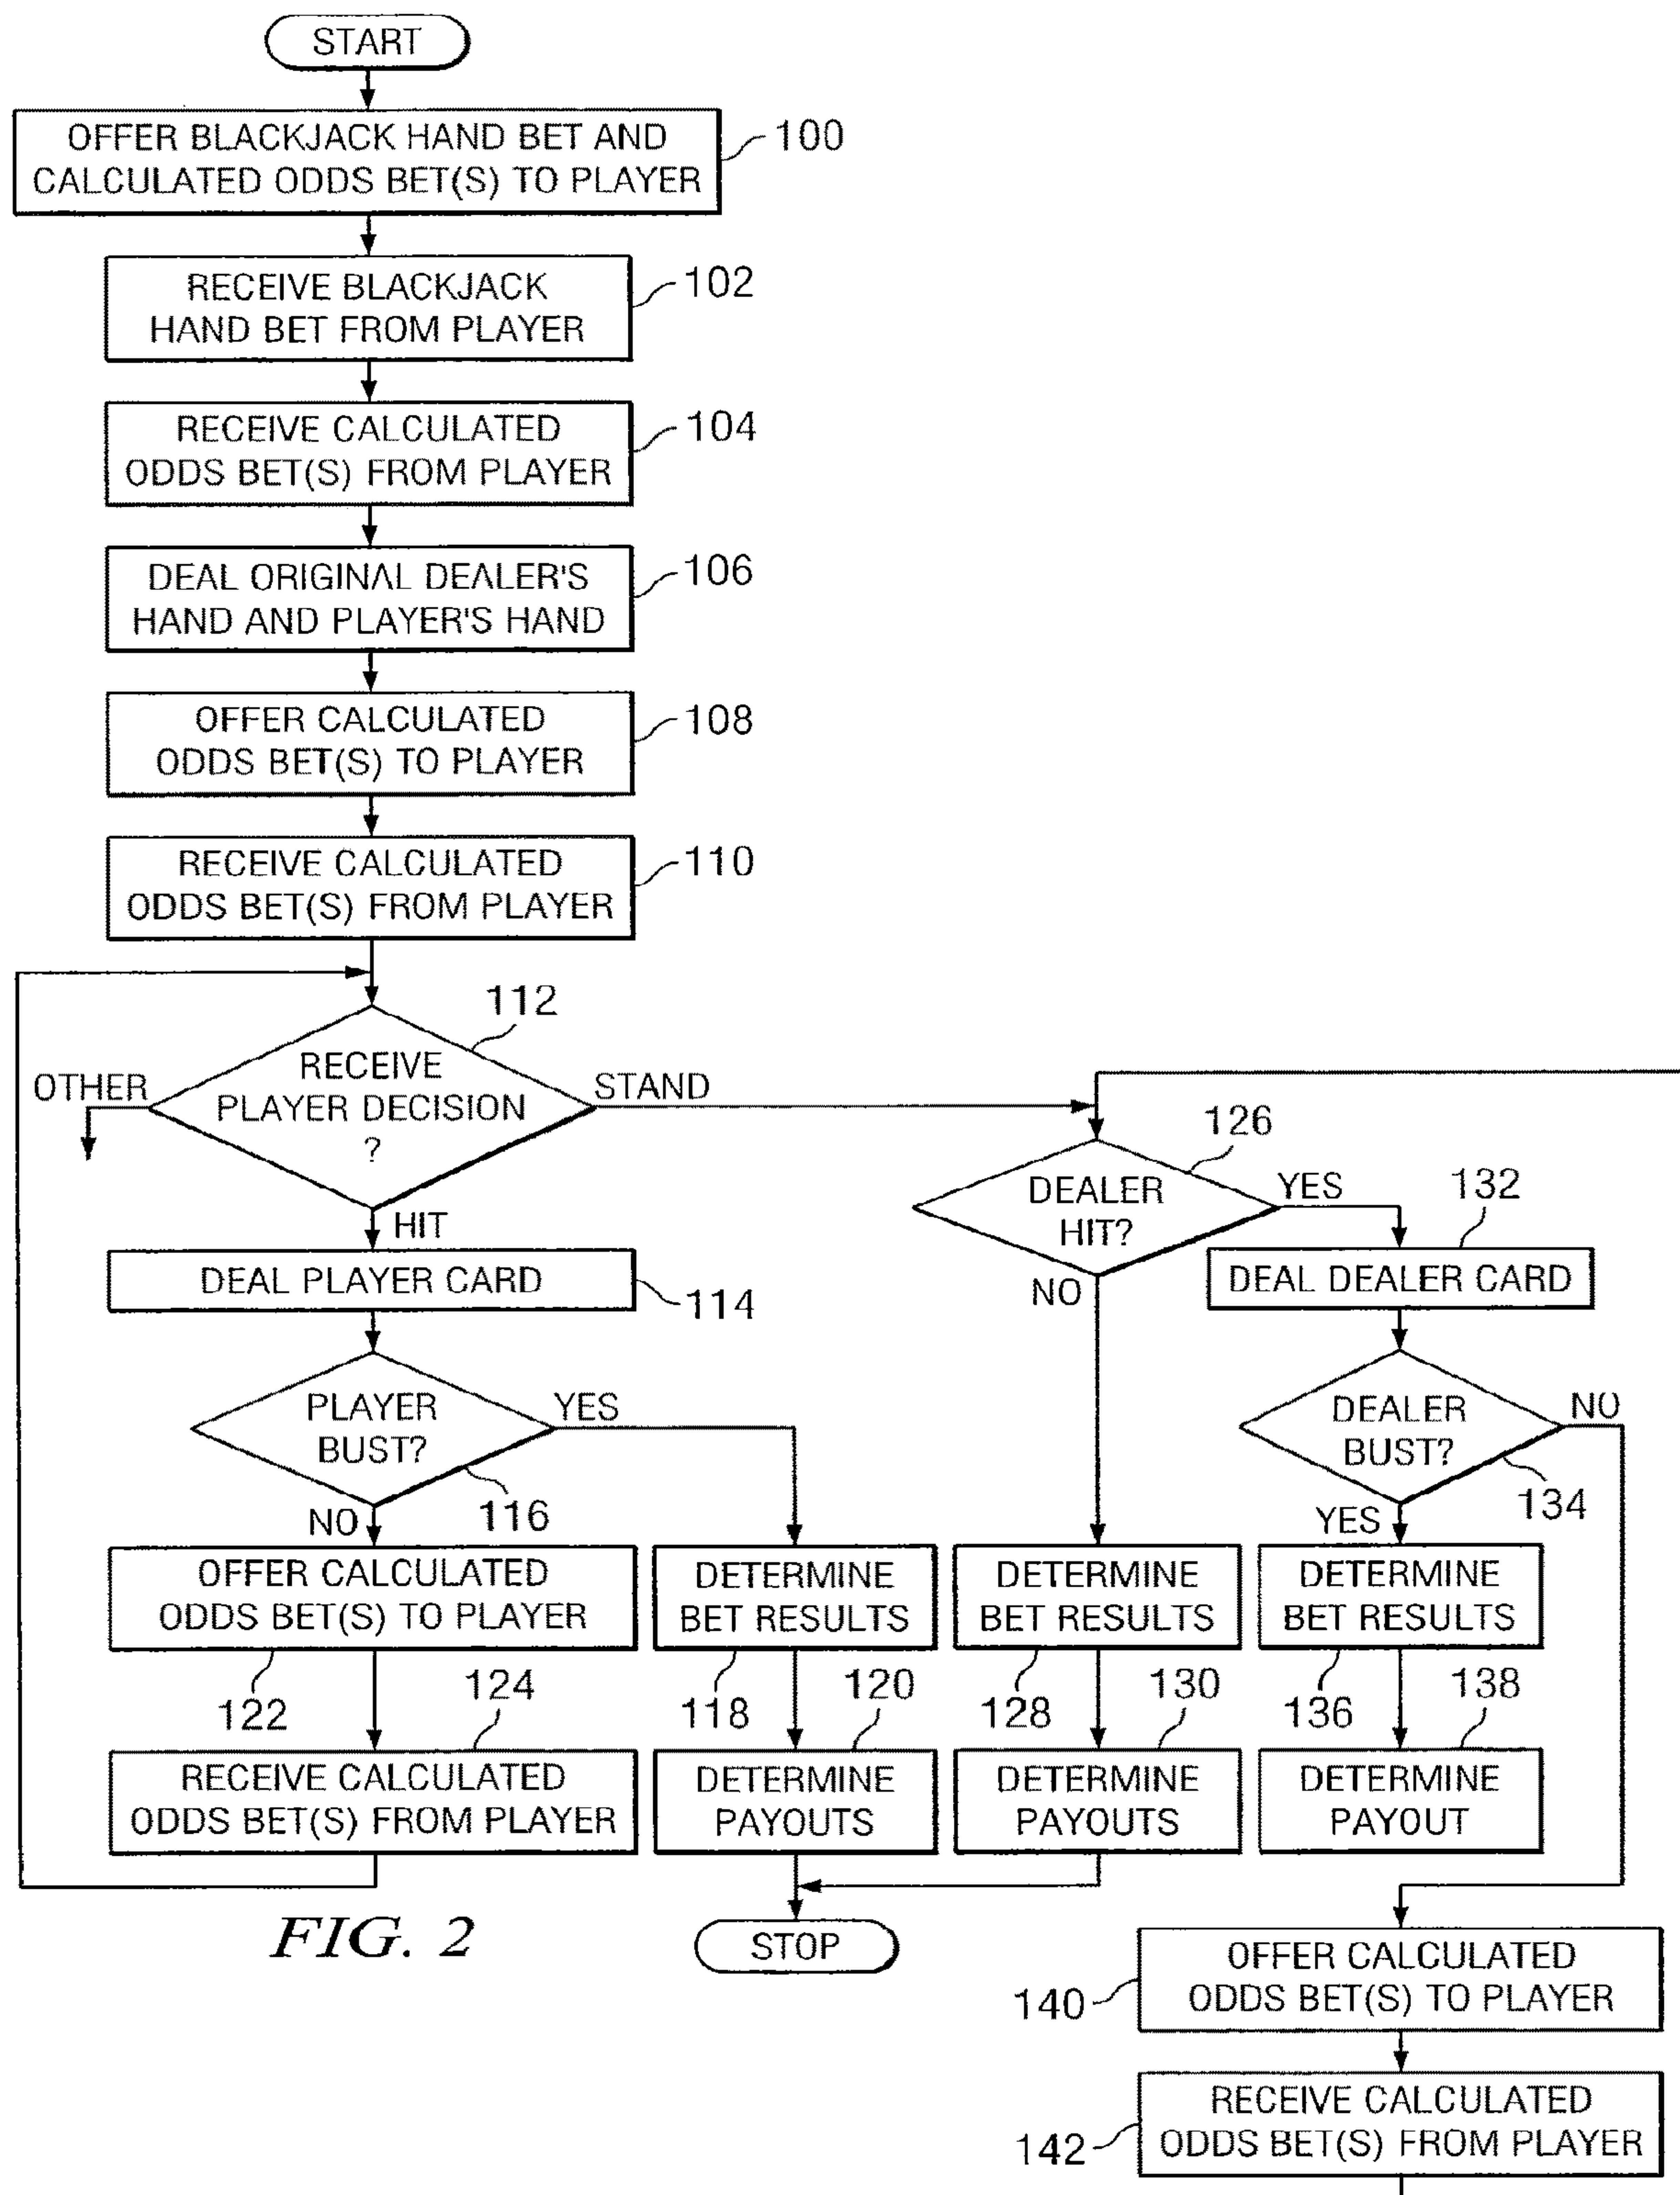 START
OFFER BLACKJACK HAND BET AND
CALCULATED ODDS BET(S) TO PLAYER
100
RECEIVE BLACKJACK
HAND BET FROM PLAYER
102
RECEIVE CALCULATED
ODDS BET(S) FROM PLAYER
104
DEAL ORIGINAL DEALER'S
HAND AND PLAYER'S HAND
106
OFFER CALCULATED
ODDS BET(S) TO PLAYER
108
RECEIVE CALCULATED
ODDS BET(S) FROM PLAYER
110
112
RECEIVE
PLAYER DECISION
?
OTHER
STAND
HIT
DEAL PLAYER CARD
114
PLAYER
BUST?
YES
116
NO
OFFER CALCULATED
ODDS BET(S) TO PLAYER
122
124
RECEIVE CALCULATED
ODDS BET(S) FROM PLAYER
DETERMINE
BET RESULTS
118
120
DETERMINE
PAYOUTS
126
DEALER
HIT?
YES
NO
132
DEAL DEALER CARD
DEALER
BUST?
NO
134
YES
DETERMINE
BET RESULTS
128
130
DETERMINE
PAYOUTS
DETERMINE
BET RESULTS
136
138
DETERMINE
PAYOUT
STOP
OFFER CALCULATED
ODDS BET(S) TO PLAYER
140
RECEIVE CALCULATED
ODDS BET(S) FROM PLAYER
142
FIG. 2